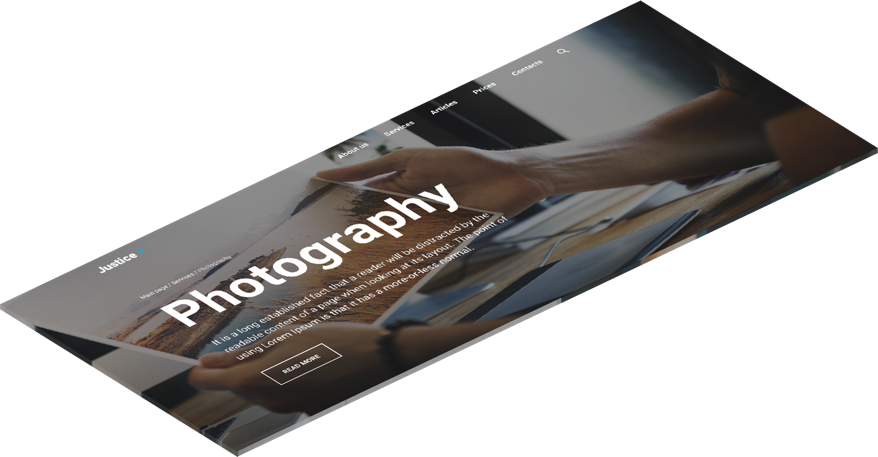 Justice
About us
Services
Articles
Prices
Contacts
Main page / Services / Photography
Photography
It is a long established fact that a reader will be distracted by the
readable content of a page when looking at its layout. The point of
using Lorem Ipsum is that it has a more-or-less normal.
READ MORE